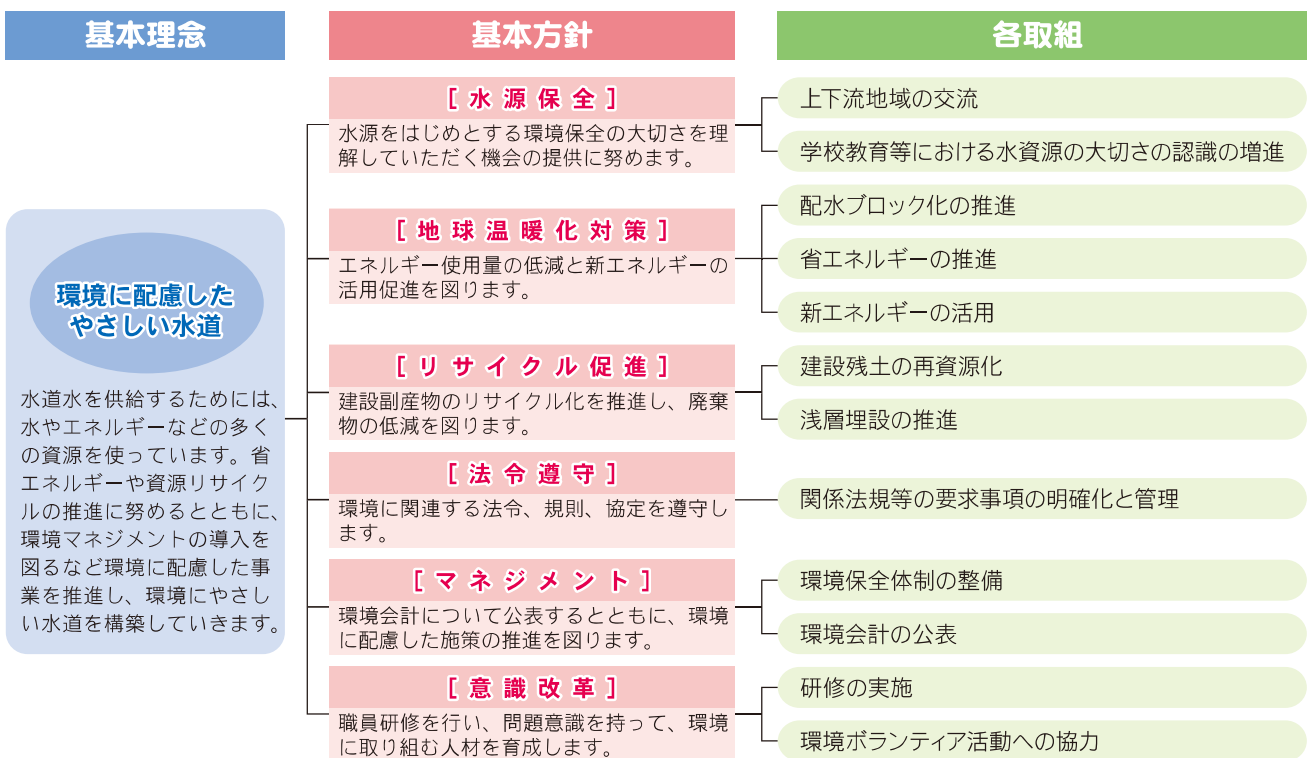 基本理念
環境に配慮した
やさしい水道
水道水を供給するためには、
水やエネルギーなどの多く
の資源を使っています。省
エネルギーや資源リサイク
ルの推進に努めるとともに、
環境マネジメントの導入を
図るなど環境に配慮した事
業を推進し、環境にやさし
い水道を構築していきます。
基本方針
[水源保全]
水源をはじめとする環境保全の大切さを理
解していただく機会の提供に努めます。
[地球温暖化対策]
エネルギー使用量の低減と新エネルギーの
活用促進を図ります。
[リサイクル促進]
建設副産物のリサイクル化を推進し、廃棄
物の低減を図ります。
[法令遵守]
環境に関連する法令、規則、協定を遵守し
ます。
[マネジメント]
環境会計について公表するとともに、環境
に配慮した施策の推進を図ります。
[意識改革]
職員研修を行い、問題意識を持って、環境
に取り組む人材を育成します。
各取組
上下流地域の交流
学校教育等における水資源の大切さの認識の増進
配水ブロック化の推進
省エネルギーの推進
新エネルギーの活用
建設残土の再資源化
浅層埋設の推進
関係法規等の要求事項の明確化と管理
環境保全体制の整備
環境会計の公表
研修の実施
環境ボランティア活動への協力